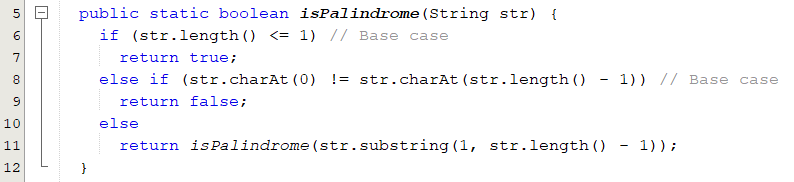 5 public static boolean isPalindrome(String str) {
6 if (str.length() <= 1) // Base case
7 return true;
8 else if (str.charAt(0) != str.charAt(str.length() - 1)) // Base case
9 return false;
10 else
11 return isPalindrome(str.substring(1, str.length() - 1));
12 }